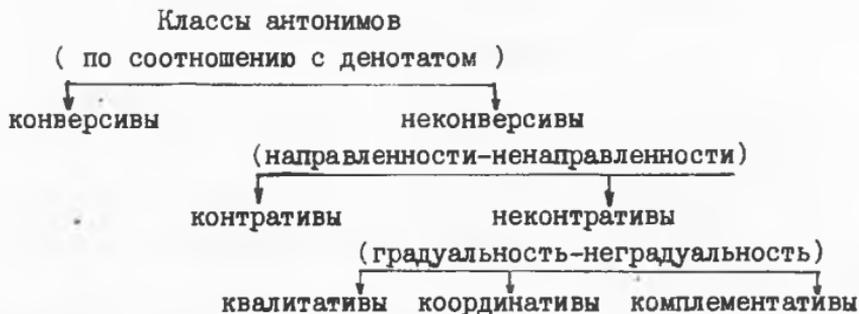 Классы антонимов
( по соотношению с денотатом )
конверсивы неконверсивы
(направленности-ненаправленности)
контративы неконтративы
(градуальность-неградуальность)
квалитативы координативы комплементативы